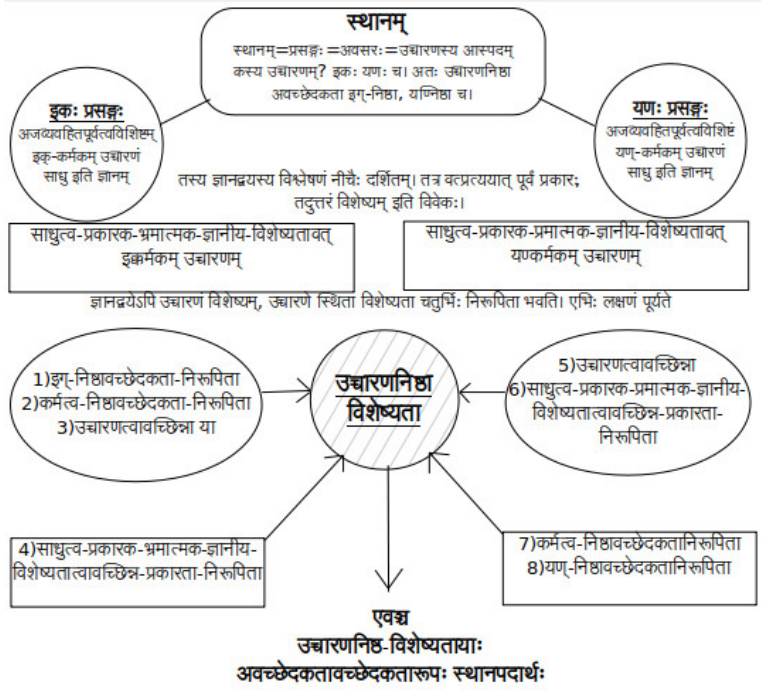 स्थानम्
स्थानम्=प्रसङ्गः=अवसरः=उच्चारणस्य आस्पदम्
कस्य उच्चारणम्? इकः यणः च। अतः उच्चारणनिष्ठा
अवच्छेदकता इग्-निष्ठा, यण्निष्ठा च।
इकः प्रसङ्गः
अजव्यवहितपूर्वत्वविशिष्टम्
इक्-कर्मकम् उच्चारणं
साधु इति ज्ञानम्
यणः प्रसङ्गः
अजव्यवहितपूर्वत्वविशिष्टं
यण्-कर्मकम् उच्चारणं
साधु इति ज्ञानम्
तस्य ज्ञानद्वयस्य विश्लेषणं नीचैः दर्शितम्। तत्र वत्प्रत्ययात् पूर्वं प्रकारः,
तदुत्तरं विशेष्यम् इति विवेकः।
साधुत्व-प्रकारक-भ्रमात्मक-ज्ञानीय-विशेष्यतावत्
इक्कर्मकम् उच्चारणम्
साधुत्व-प्रकारक-प्रमात्मक-ज्ञानीय-विशेष्यतावत्
यण्कर्मकम् उच्चारणम्
ज्ञानद्वयेऽपि उच्चारणं विशेष्यम्, उच्चारणे स्थिता विशेष्यता चतुर्भिः निरूपिता भवति। एभिः लक्षणं पूर्यते
1)इग्-निष्ठावच्छेदकता-निरूपिता
2)कर्मत्व-निष्ठावच्छेदकता-निरूपिता
3)उच्चारणत्वावच्छिन्ना या
उच्चारणनिष्ठा
विशेष्यता
5)उच्चारणत्वावच्छिन्ना
6)साधुत्व-प्रकारक-प्रमात्मक-ज्ञानीय-
विशेष्यतात्वावच्छिन्न-प्रकारता-
निरूपिता
4)साधुत्व-प्रकारक-भ्रमात्मक-ज्ञानीय-
विशेष्यतात्वावच्छिन्न-प्रकारता-निरूपिता
7)कर्मत्व-निष्ठावच्छेदकतानिरूपिता
8)यण्-निष्ठावच्छेदकतानिरूपिता
एवञ्च
उच्चारणनिष्ठ-विशेष्यतायाः
अवच्छेदकतावच्छेदकतारूपः स्थानपदार्थः